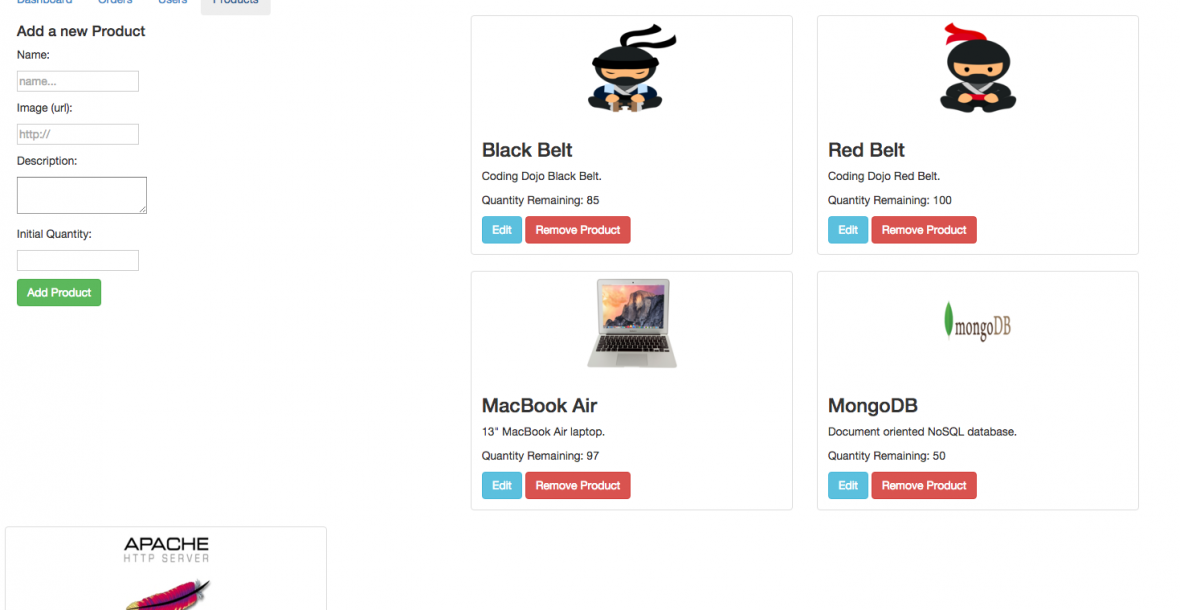 Dashboard Orders Users Products
Add a new Product
Name:
name...
Image (url):
http://
Description:
Initial Quantity:
Add Product
Black Belt
Coding Dojo Black Belt.
Quantity Remaining: 85
Edit Remove Product
Red Belt
Coding Dojo Red Belt.
Quantity Remaining: 100
Edit Remove Product
MacBook Air
13" MacBook Air laptop.
Quantity Remaining: 97
Edit Remove Product
mongoDB
MongoDB
Document oriented NoSQL database.
Quantity Remaining: 50
Edit Remove Product
APACHE
HTTP SERVER